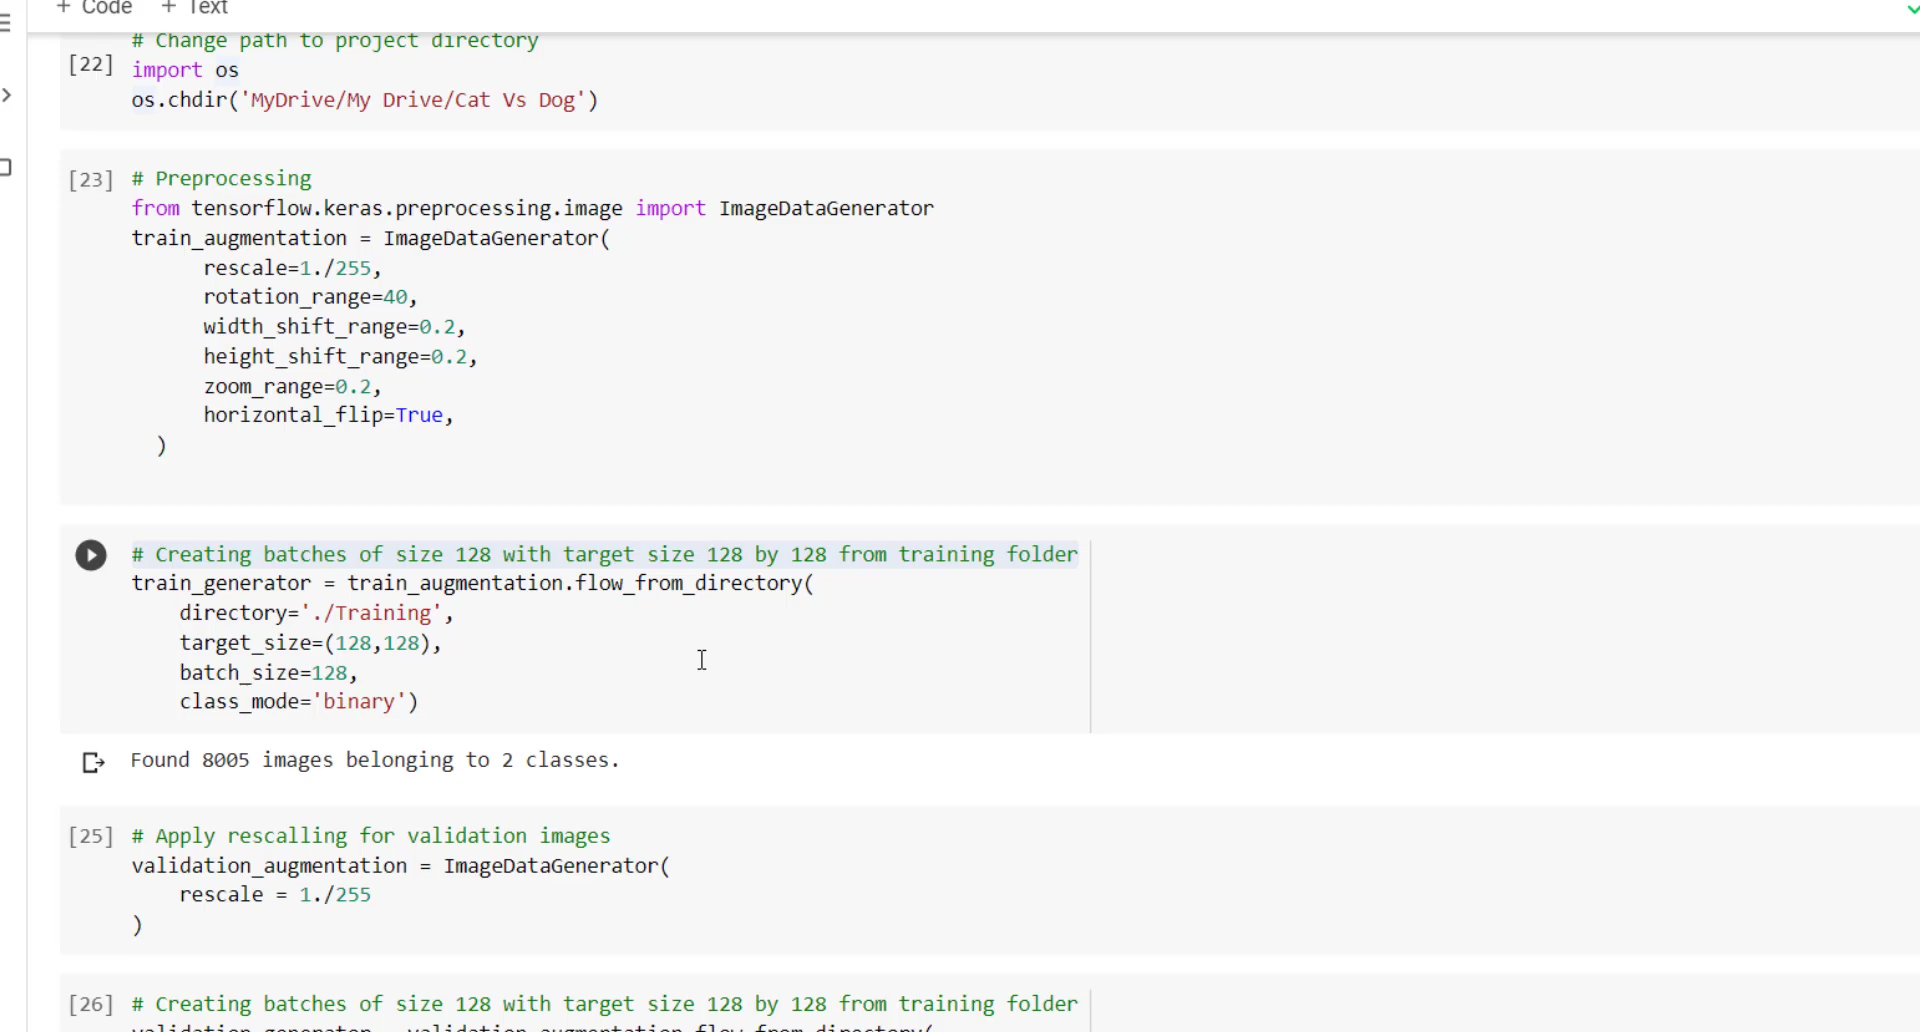 + Code + Text
# Change path to project directory
[22] import os
os.chdir('MyDrive/My Drive/Cat Vs Dog')
[23] # Preprocessing
from tensorflow.keras.preprocessing.image import ImageDataGenerator
train_augmentation = ImageDataGenerator(
rescale=1./255,
rotation_range=40,
width_shift_range=0.2,
height_shift_range=0.2,
zoom_range=0.2,
horizontal_flip=True,
)
# Creating batches of size 128 with target size 128 by 128 from training folder
train_generator = train_augmentation.flow_from_directory(
directory='./Training',
target_size=(128,128),
batch_size=128,
class_mode='binary')
Found 8005 images belonging to 2 classes.
[25] # Apply rescalling for validation images
validation_augmentation = ImageDataGenerator(
rescale = 1./255
)
[26] # Creating batches of size 128 with target size 128 by 128 from training folder
validation_generator = validation_augmentation.flow_from_directory(